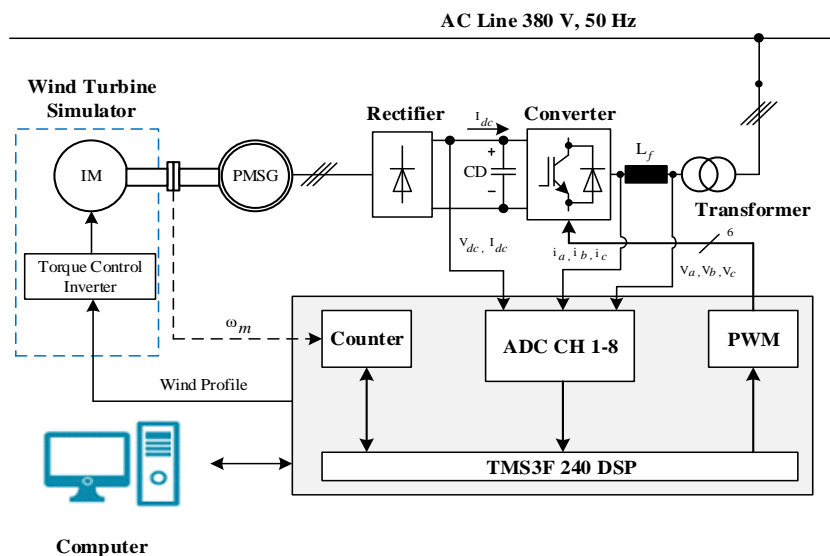 AC Line 380 V, 50 Hz
Wind Turbine
Simulator
Rectifier
I dc
Converter
L f
IM
PMSG
+
CD
−
Transformer
6
V dc , I dc
i a , i b , i c
V a , V b , V c
Torque Control
Inverter
ω m
Counter
ADC CH 1-8
PWM
Wind Profile
TMS3F 240 DSP
Computer